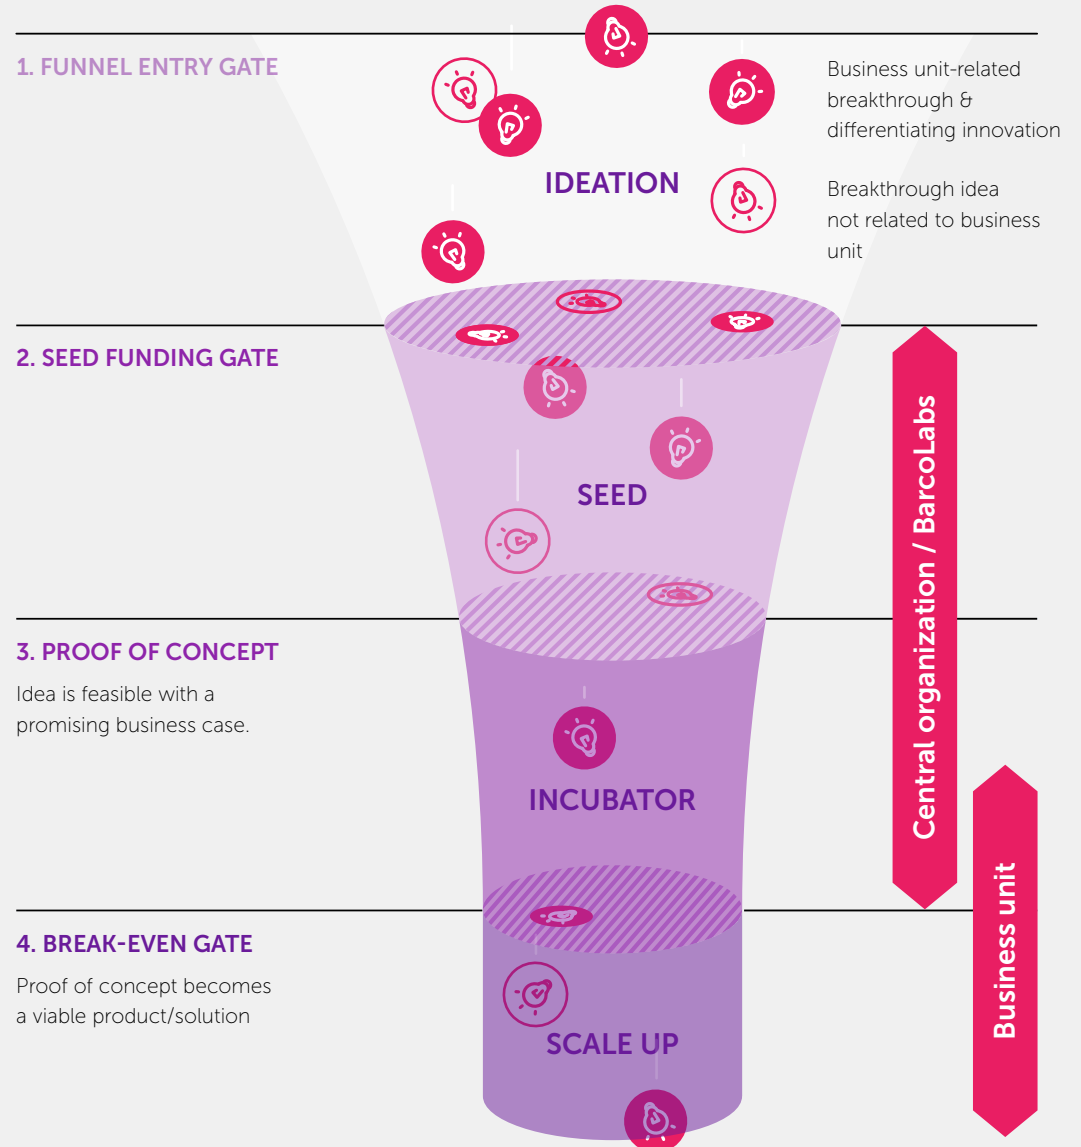 1. FUNNEL ENTRY GATE
Business unit-related
breakthrough &
differentiating innovation
IDEATION
Breakthrough idea
not related to business
unit
2. SEED FUNDING GATE
SEED
Central organization / BarcoLabs
3. PROOF OF CONCEPT
Idea is feasible with a
promising business case.
INCUBATOR
Business unit
4. BREAK-EVEN GATE
Proof of concept becomes
a viable product/solution
SCALE UP